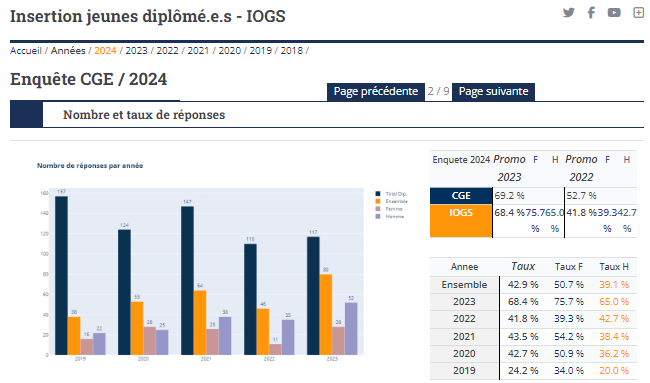 Insertion jeunes diplômé.e.s - IOGS
Accueil / Années / 2024 / 2023 / 2022 / 2021 / 2020 / 2019 / 2018 /
Enquête CGE / 2024
Page précédente 2 / 9 Page suivante
Nombre et taux de réponses
Nombre de réponses par année
160
140
120
100
80
60
40
20
0
157
38
16
22
124
53
28
25
147
64
26
38
110
46
11
35
117
80
28
52
2019
2020
2021
2022
2023
Total Dip.
Ensemble
Femme
Homme
Enquete 2024 Promo 2023 F H Promo 2022 F H
CGE 69.2 % 52.7 %
IOGS 68.4 % 75.7 % 65.0 % 41.8 % 39.3 % 42.7 %
Annee Taux Taux F Taux H
Ensemble 42.9 % 50.7 % 39.1 %
2023 68.4 % 75.7 % 65.0 %
2022 41.8 % 39.3 % 42.7 %
2021 43.5 % 54.2 % 38.4 %
2020 42.7 % 50.9 % 36.2 %
2019 24.2 % 34.0 % 20.0 %